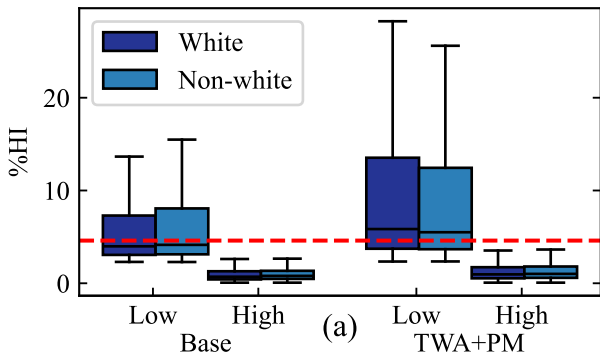 %HI
20
10
0
White
Non-white
Low High Low High
Base (a) TWA+PM